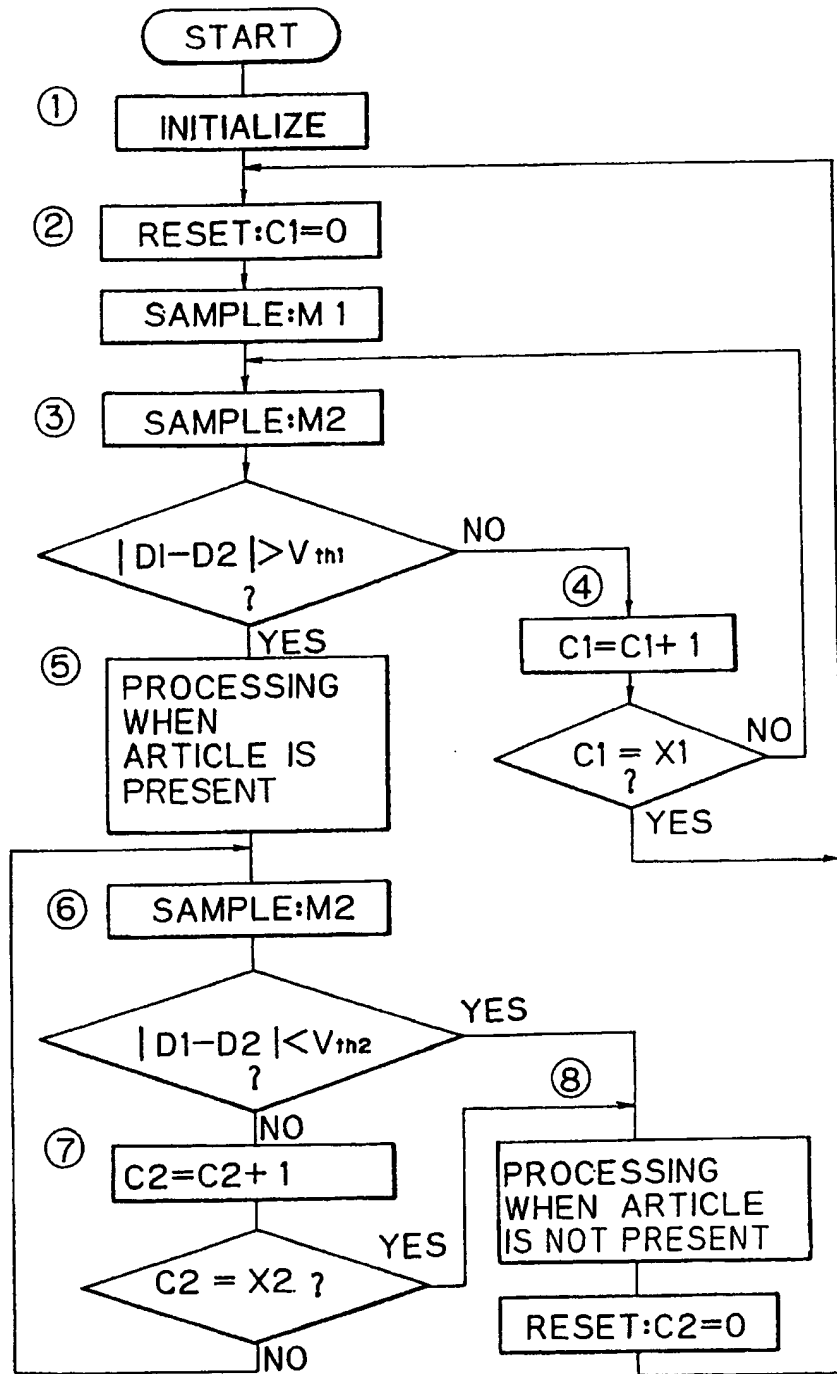 START
①
INITIALIZE
②
RESET:C1=0
SAMPLE:M1
③
SAMPLE:M2
|D1-D2|>Vth1
?
NO
YES
④
C1=C1+1
C1=X1
?
NO
YES
⑤
PROCESSING
WHEN
ARTICLE IS
PRESENT
⑥
SAMPLE:M2
|D1-D2|<Vth2
?
YES
NO
⑦
C2=C2+1
C2=X2?
YES
NO
⑧
PROCESSING
WHEN ARTICLE
IS NOT PRESENT
RESET:C2=0